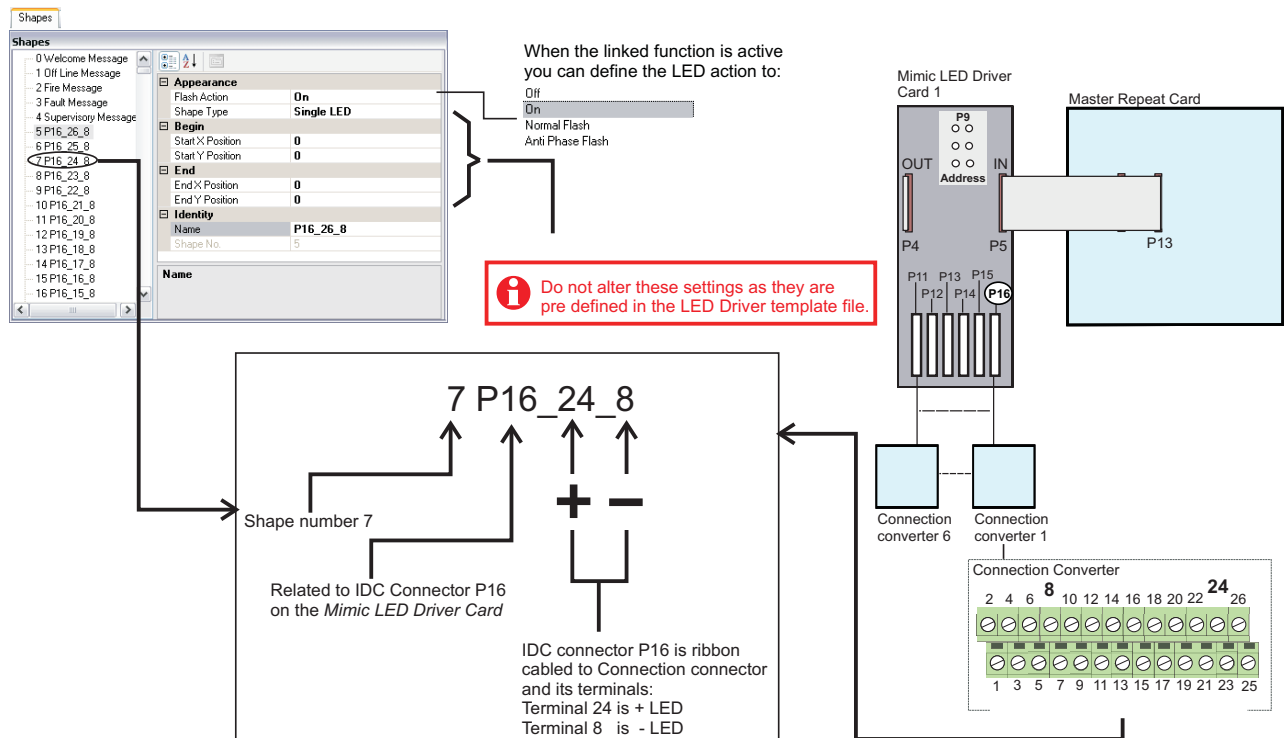 Shapes
Shapes
0 Welcome Message
1 Off Line Message
2 Fire Message
3 Fault Message
4 Supervisory Message
5 P16_26_8
6 P16_25_8
7 P16_24_8
8 P16_23_8
9 P16_22_8
10 P16_21_8
11 P16_20_8
12 P16_19_8
13 P16_18_8
14 P16_17_8
15 P16_16_8
16 P16_15_8
Appearance
Flash Action On
Shape Type Single LED
Begin
Start X Position 0
Start Y Position 0
End
End X Position 0
End Y Position 0
Identity
Name P16_26_8
Shape No. 5
Name
When the linked function is active
you can define the LED action to:
Off
On
Normal Flash
Anti Phase Flash
Do not alter these settings as they are
pre defined in the LED Driver template file.
Mimic LED Driver
Card 1
P9
OUT IN
Address
P4 P5
P11 P13 P15
P12 P14 P16
Master Repeat Card
P13
Connection
converter 6
Connection
converter 1
Connection Converter
2 4 6 8 10 12 14 16 18 20 22 24 26
1 3 5 7 9 11 13 15 17 19 21 23 25
7 P16_24_8
+ −
Shape number 7
Related to IDC Connector P16
on the Mimic LED Driver Card
IDC connector P16 is ribbon
cabled to Connection connector
and its terminals:
Terminal 24 is + LED
Terminal 8 is - LED